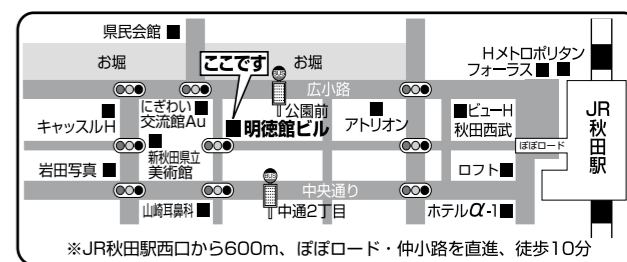 県民会館
お堀
ここです
お堀
Hメトロポリタン
フォーラス
広小路
キャッスルH
にぎわい
交流館Au
公園前
明徳館ビル
アトリオン
ビューH
秋田西武
JR
秋田駅
ぽぽロード
岩田写真
新秋田県立
美術館
ロフト
中央通り
山崎耳鼻科
中通2丁目
ホテルα-1
※JR秋田駅西口から600m、ぽぽロード・仲小路を直進、徒歩10分